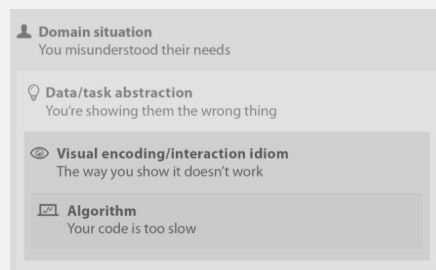 Domain situation
You misunderstood their needs
Data/task abstraction
You're showing them the wrong thing
Visual encoding/interaction idiom
The way you show it doesn't work
Algorithm
Your code is too slow